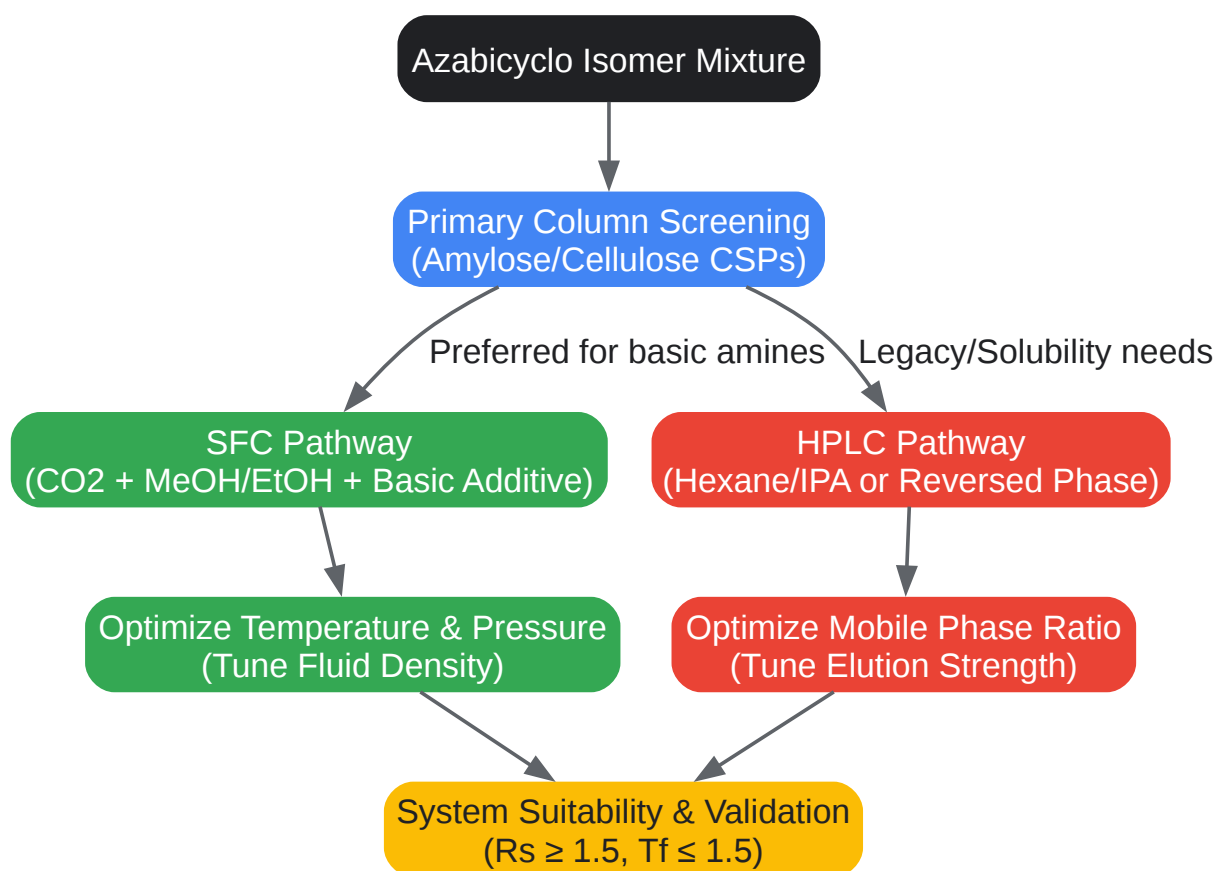 Azabicyclo Isomer Mixture
Primary Column Screening
(Amylose/Cellulose CSPs)
Preferred for basic amines
Legacy/Solubility needs
SFC Pathway
(CO2 + MeOH/EtOH + Basic Additive)
HPLC Pathway
(Hexane/IPA or Reversed Phase)
Optimize Temperature & Pressure
(Tune Fluid Density)
Optimize Mobile Phase Ratio
(Tune Elution Strength)
System Suitability & Validation
(Rs ≥ 1.5, Tf ≤ 1.5)